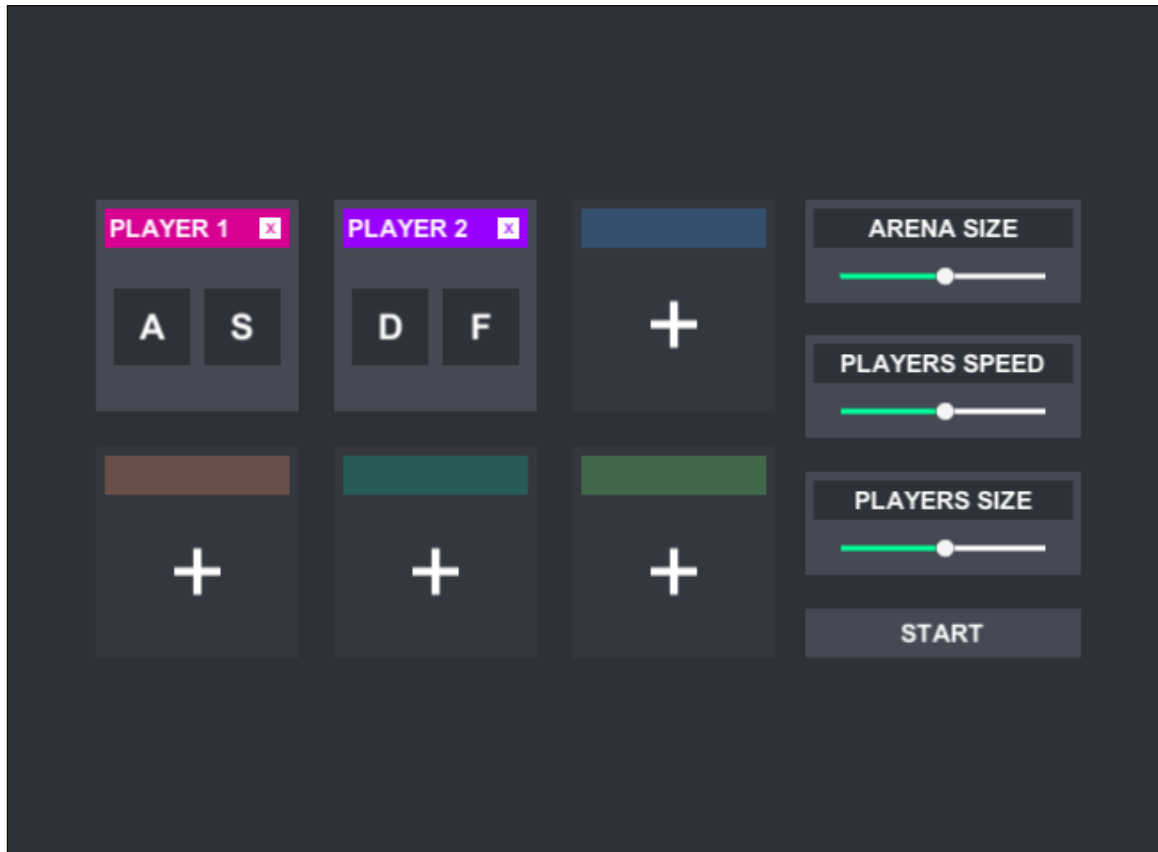 PLAYER 1 X
A S
PLAYER 2 X
D F
ARENA SIZE
PLAYERS SPEED
PLAYERS SIZE
START